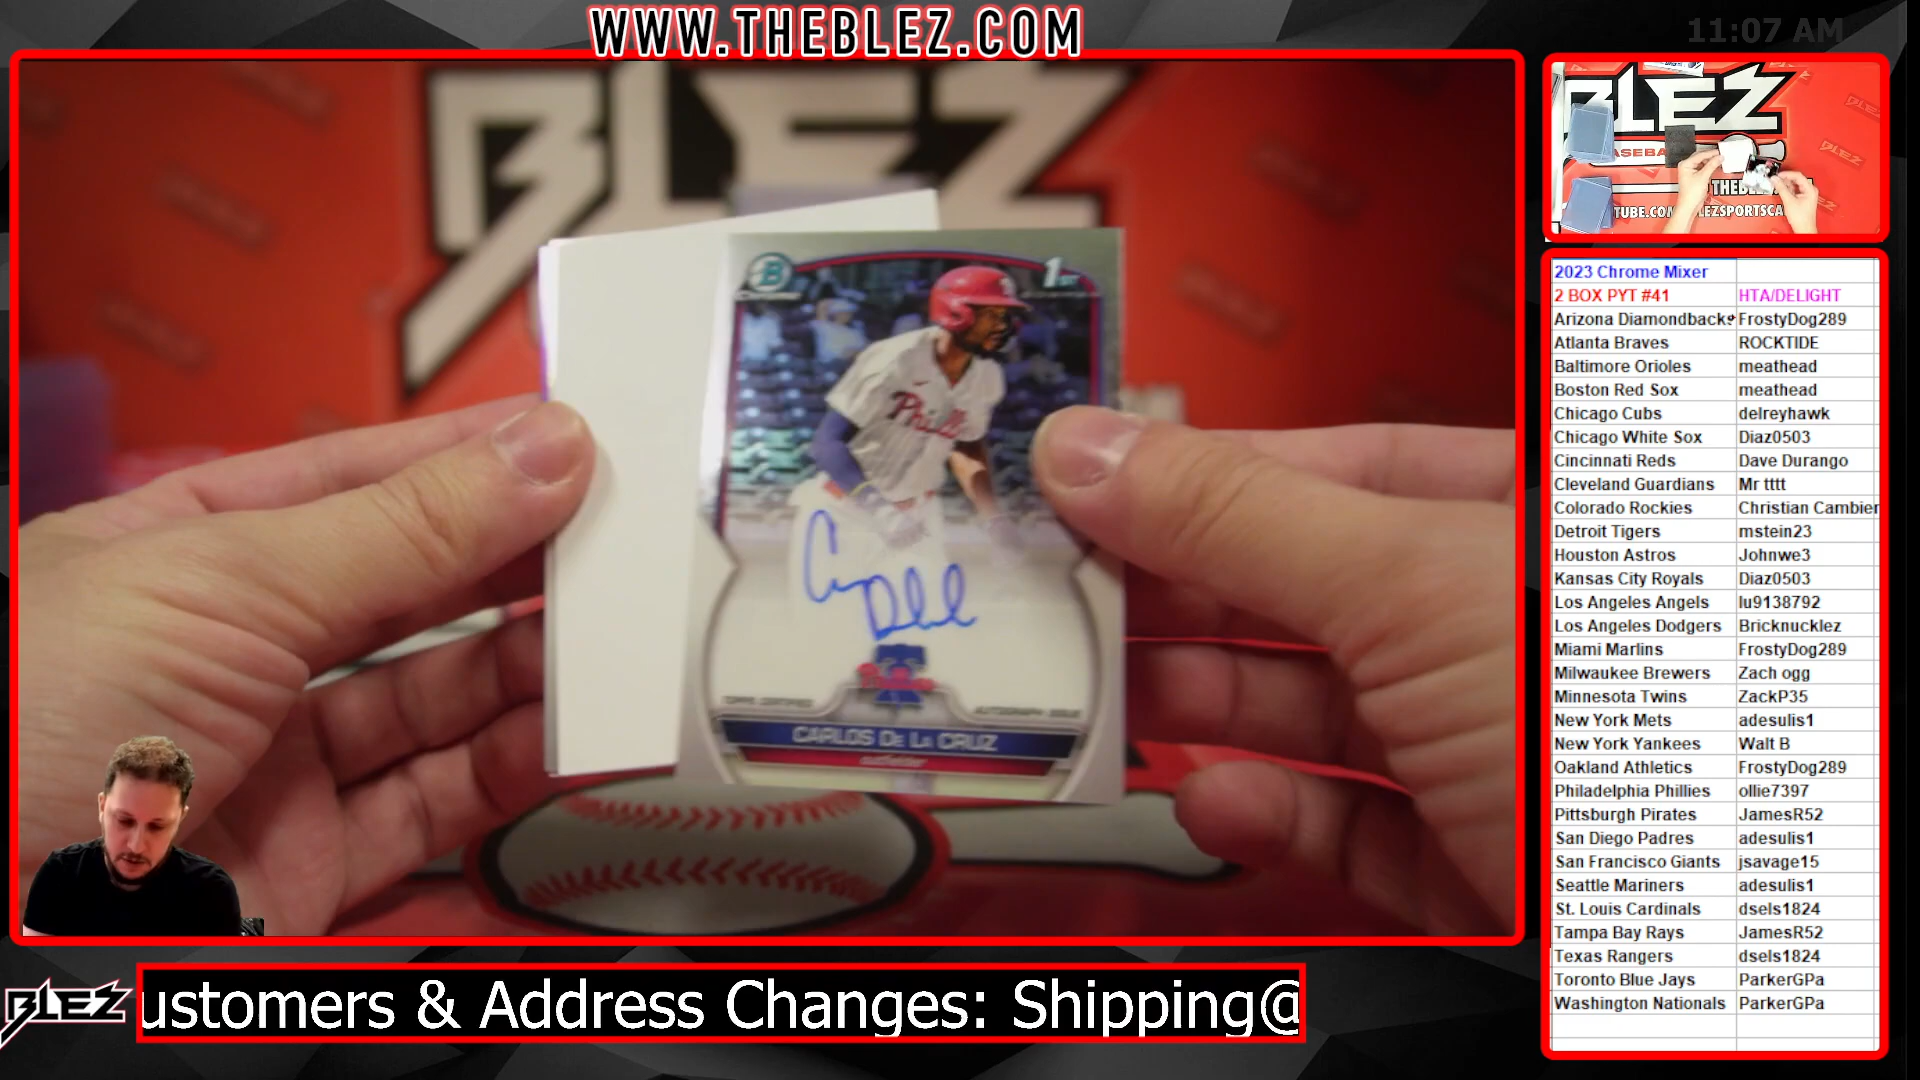 WWW.THEBLEZ.COM
11:07 AM
BLEZ
B
1ST
Phill
CARLOS DE LA CRUZ
outfielder
BLEZ
BASEBALL
2023 Chrome Mixer
2 BOX PYT #41 HTA/DELIGHT
Arizona Diamondbacks FrostyDog289
Atlanta Braves ROCKTIDE
Baltimore Orioles meathead
Boston Red Sox meathead
Chicago Cubs delreyhawk
Chicago White Sox Diaz0503
Cincinnati Reds Dave Durango
Cleveland Guardians Mr tttt
Colorado Rockies Christian Cambier
Detroit Tigers mstein23
Houston Astros Johnwe3
Kansas City Royals Diaz0503
Los Angeles Angels lu9138792
Los Angeles Dodgers Bricknucklez
Miami Marlins FrostyDog289
Milwaukee Brewers Zach ogg
Minnesota Twins ZackP35
New York Mets adesulis1
New York Yankees Walt B
Oakland Athletics FrostyDog289
Philadelphia Phillies ollie7397
Pittsburgh Pirates JamesR52
San Diego Padres adesulis1
San Francisco Giants jsavage15
Seattle Mariners adesulis1
St. Louis Cardinals dsels1824
Tampa Bay Rays JamesR52
Texas Rangers dsels1824
Toronto Blue Jays ParkerGPa
Washington Nationals ParkerGPa
BLEZ
ustomers & Address Changes: Shipping@